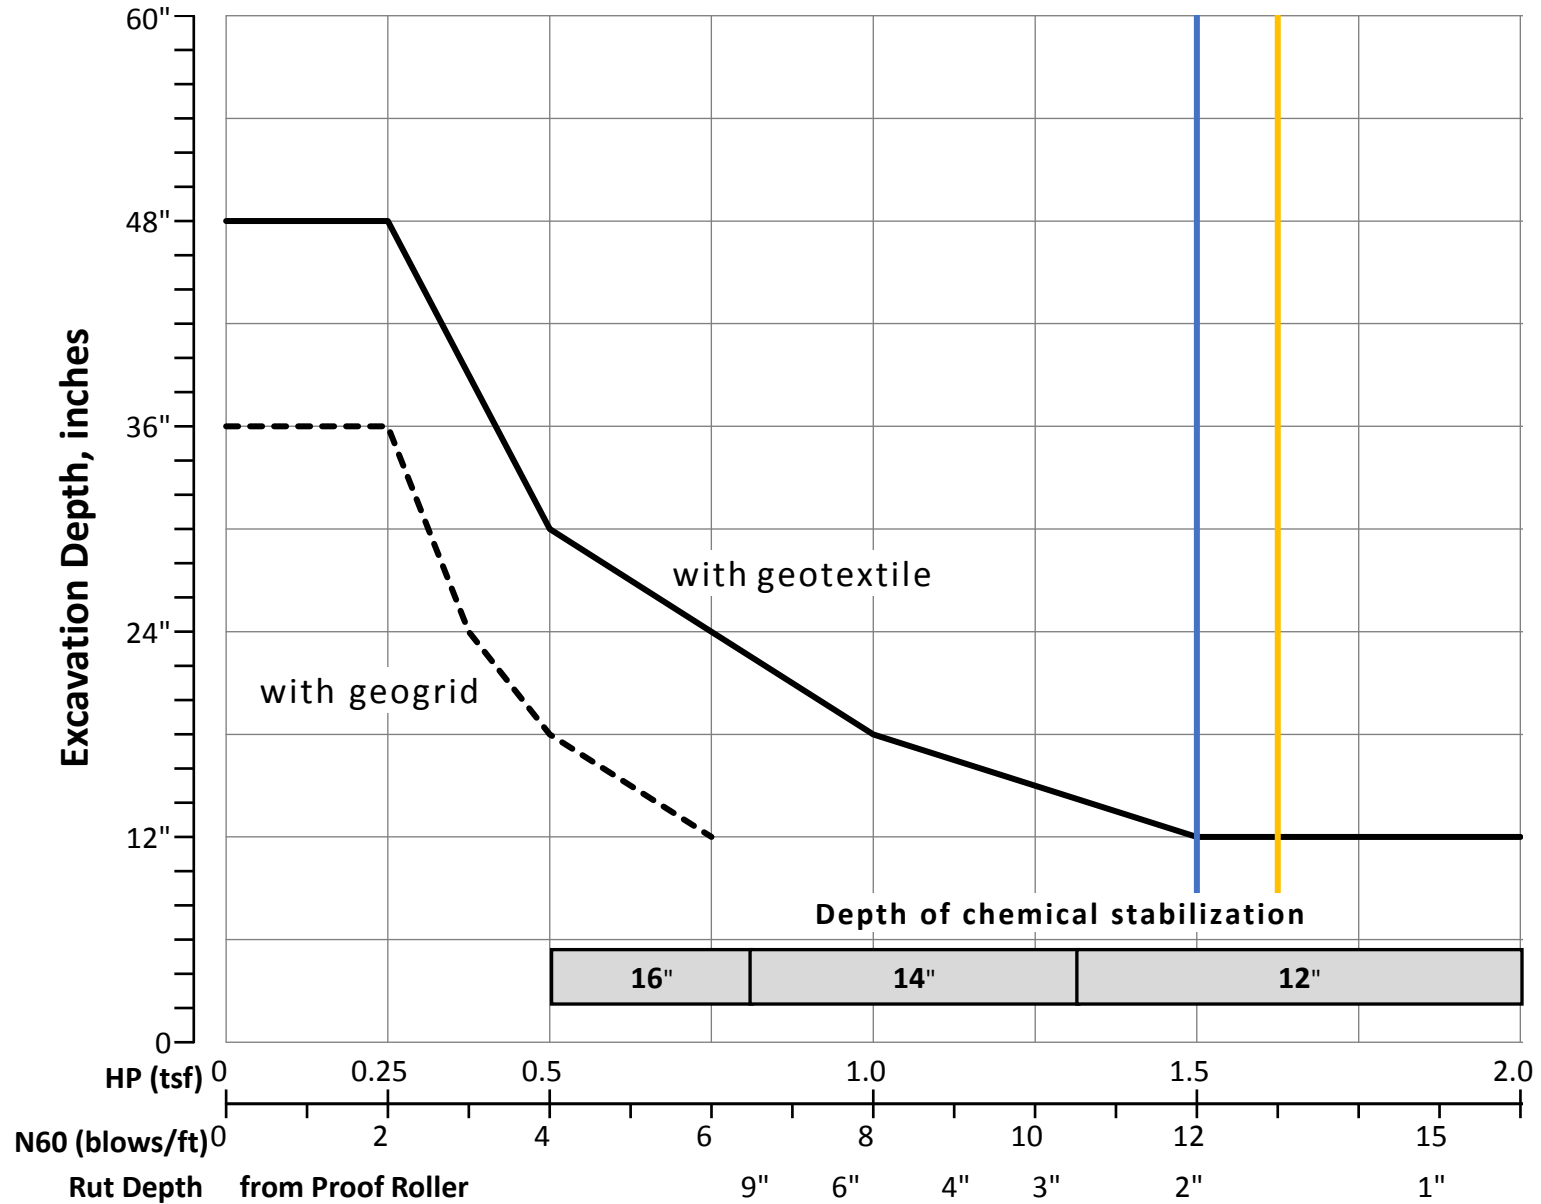 60"
48"
36"
24"
12"
0
Excavation Depth, inches
with geotextile
with geogrid
Depth of chemical stabilization
16" 14" 12"
HP (tsf) 0 0.25 0.5 1.0 1.5 2.0
N60 (blows/ft) 0 2 4 6 8 10 12 15
Rut Depth from Proof Roller 9" 6" 4" 3" 2" 1"